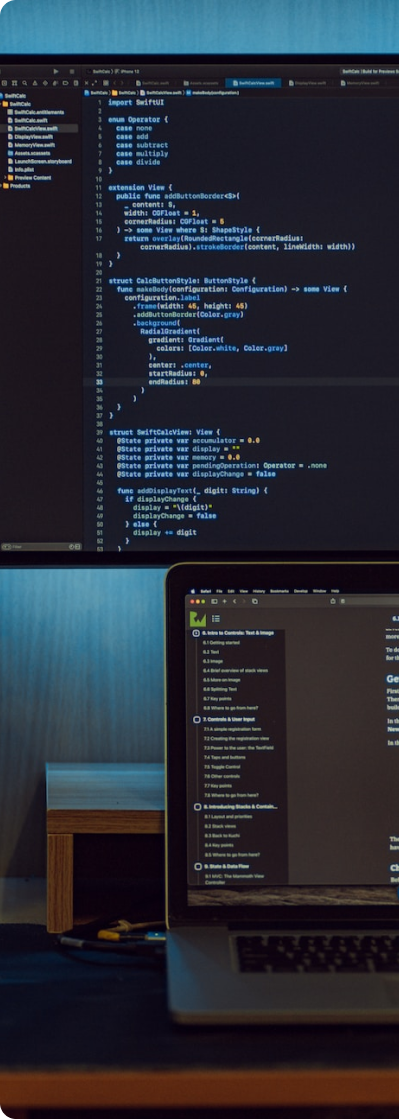 SwiftCalc
iPhone 13
SwiftCalc | Build for Previews
SwiftCalc.swift
Assets.xcassets
SwiftCalcView.swift
DisplayView.swift
MemoryView.swift
SwiftCalc
SwiftCalc
SwiftCalcView.swift
makeBody(configuration:)
SwiftCalc
SwiftCalc
SwiftCalc.entitlements
SwiftCalc.swift
SwiftCalcView.swift
DisplayView.swift
MemoryView.swift
Assets.xcassets
LaunchScreen.storyboard
Info.plist
Preview Content
Products
Filter
1 import SwiftUI
2
3 enum Operator {
4 case none
5 case add
6 case subtract
7 case multiply
8 case divide
9 }
10
11 extension View {
12 public func addButtonBorder<S>(
13 _ content: S,
14 width: CGFloat = 1,
15 cornerRadius: CGFloat = 5
16 ) -> some View where S: ShapeStyle {
17 return overlay(RoundedRectangle(cornerRadius:
cornerRadius).strokeBorder(content, lineWidth: width))
18 }
19 }
20
21 struct CalcButtonStyle: ButtonStyle {
22 func makeBody(configuration: Configuration) -> some View {
23 configuration.label
24 .frame(width: 45, height: 45)
25 .addButtonBorder(Color.gray)
26 .background(
27 RadialGradient(
28 gradient: Gradient(
29 colors: [Color.white, Color.gray]
30 ),
31 center: .center,
32 startRadius: 0,
33 endRadius: 80
34 )
35 )
36 }
37 }
38
39 struct SwiftCalcView: View {
40 @State private var accumulator = 0.0
41 @State private var display = ""
42 @State private var memory = 0.0
43 @State private var pendingOperation: Operator = .none
44 @State private var displayChange = false
45
46 func addDisplayText(_ digit: String) {
47 if displayChange {
48 display = "\(digit)"
49 displayChange = false
50 } else {
51 display += digit
52 }
53 }
Safari File Edit View History Bookmarks Develop Window Help
6. Intro to Controls: Text & Image
6.1 Getting started
6.2 Text
6.3 Image
6.4 Brief overview of stack views
6.5 More on Image
6.6 Splitting Text
6.7 Key points
6.8 Where to go from here?
7. Controls & User Input
7.1 A simple registration form
7.2 Creating the registration view
7.3 Power to the user: the TextField
7.4 Taps and buttons
7.5 Toggle Control
7.6 Other controls
7.7 Key points
7.8 Where to go from here?
8. Introducing Stacks & Contain...
8.1 Layout and priorities
8.2 Stack views
8.3 Back to kuchi
8.4 Key points
8.5 Where to go from here?
9. State & Data Flow
9.1 MVC: The Mammoth View
Controller
more
To de
for th
Ge
First
Then
build
In th
New
In th
The
have
Ch